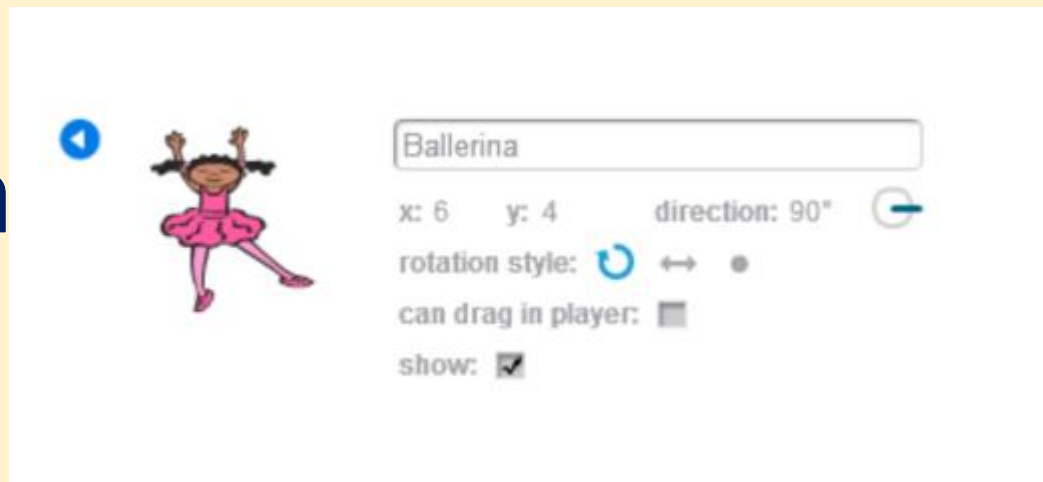 Ballerina
x: 6 y: 4 direction: 90°
rotation style:
can drag in player:
show: